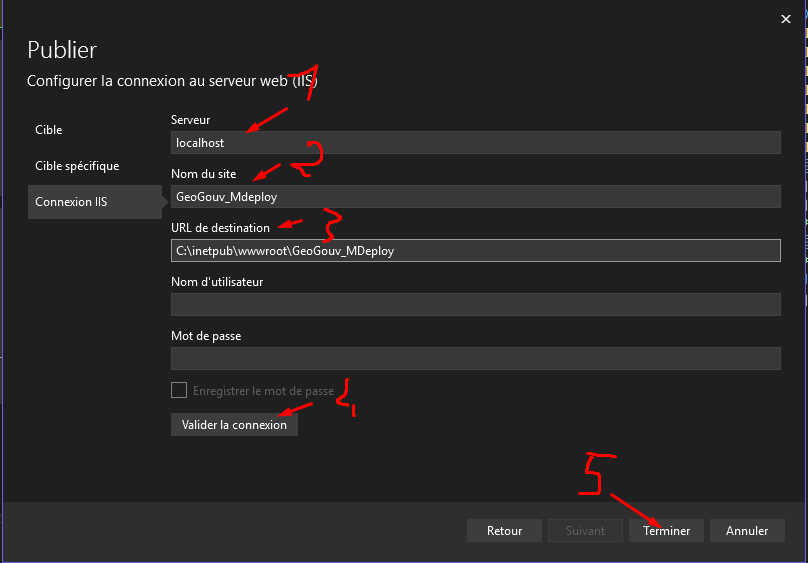 Publier
Configurer la connexion au serveur web (IIS)
1
Cible
Serveur
localhost
Cible spécifique
Nom du site
2
Connexion IIS
GeoGouv_Mdeploy
URL de destination
3
C:\inetpub\wwwroot\GeoGouv_MDeploy
Nom d'utilisateur
Mot de passe
Enregistrer le mot de passe
4
Valider la connexion
5
Retour
Suivant
Terminer
Annuler